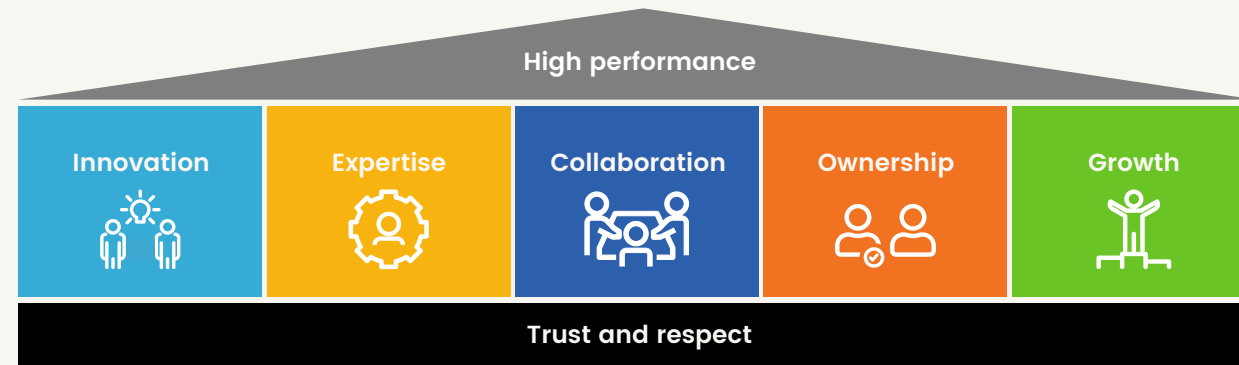 High performance
Innovation
Expertise
Collaboration
Ownership
Growth
Trust and respect